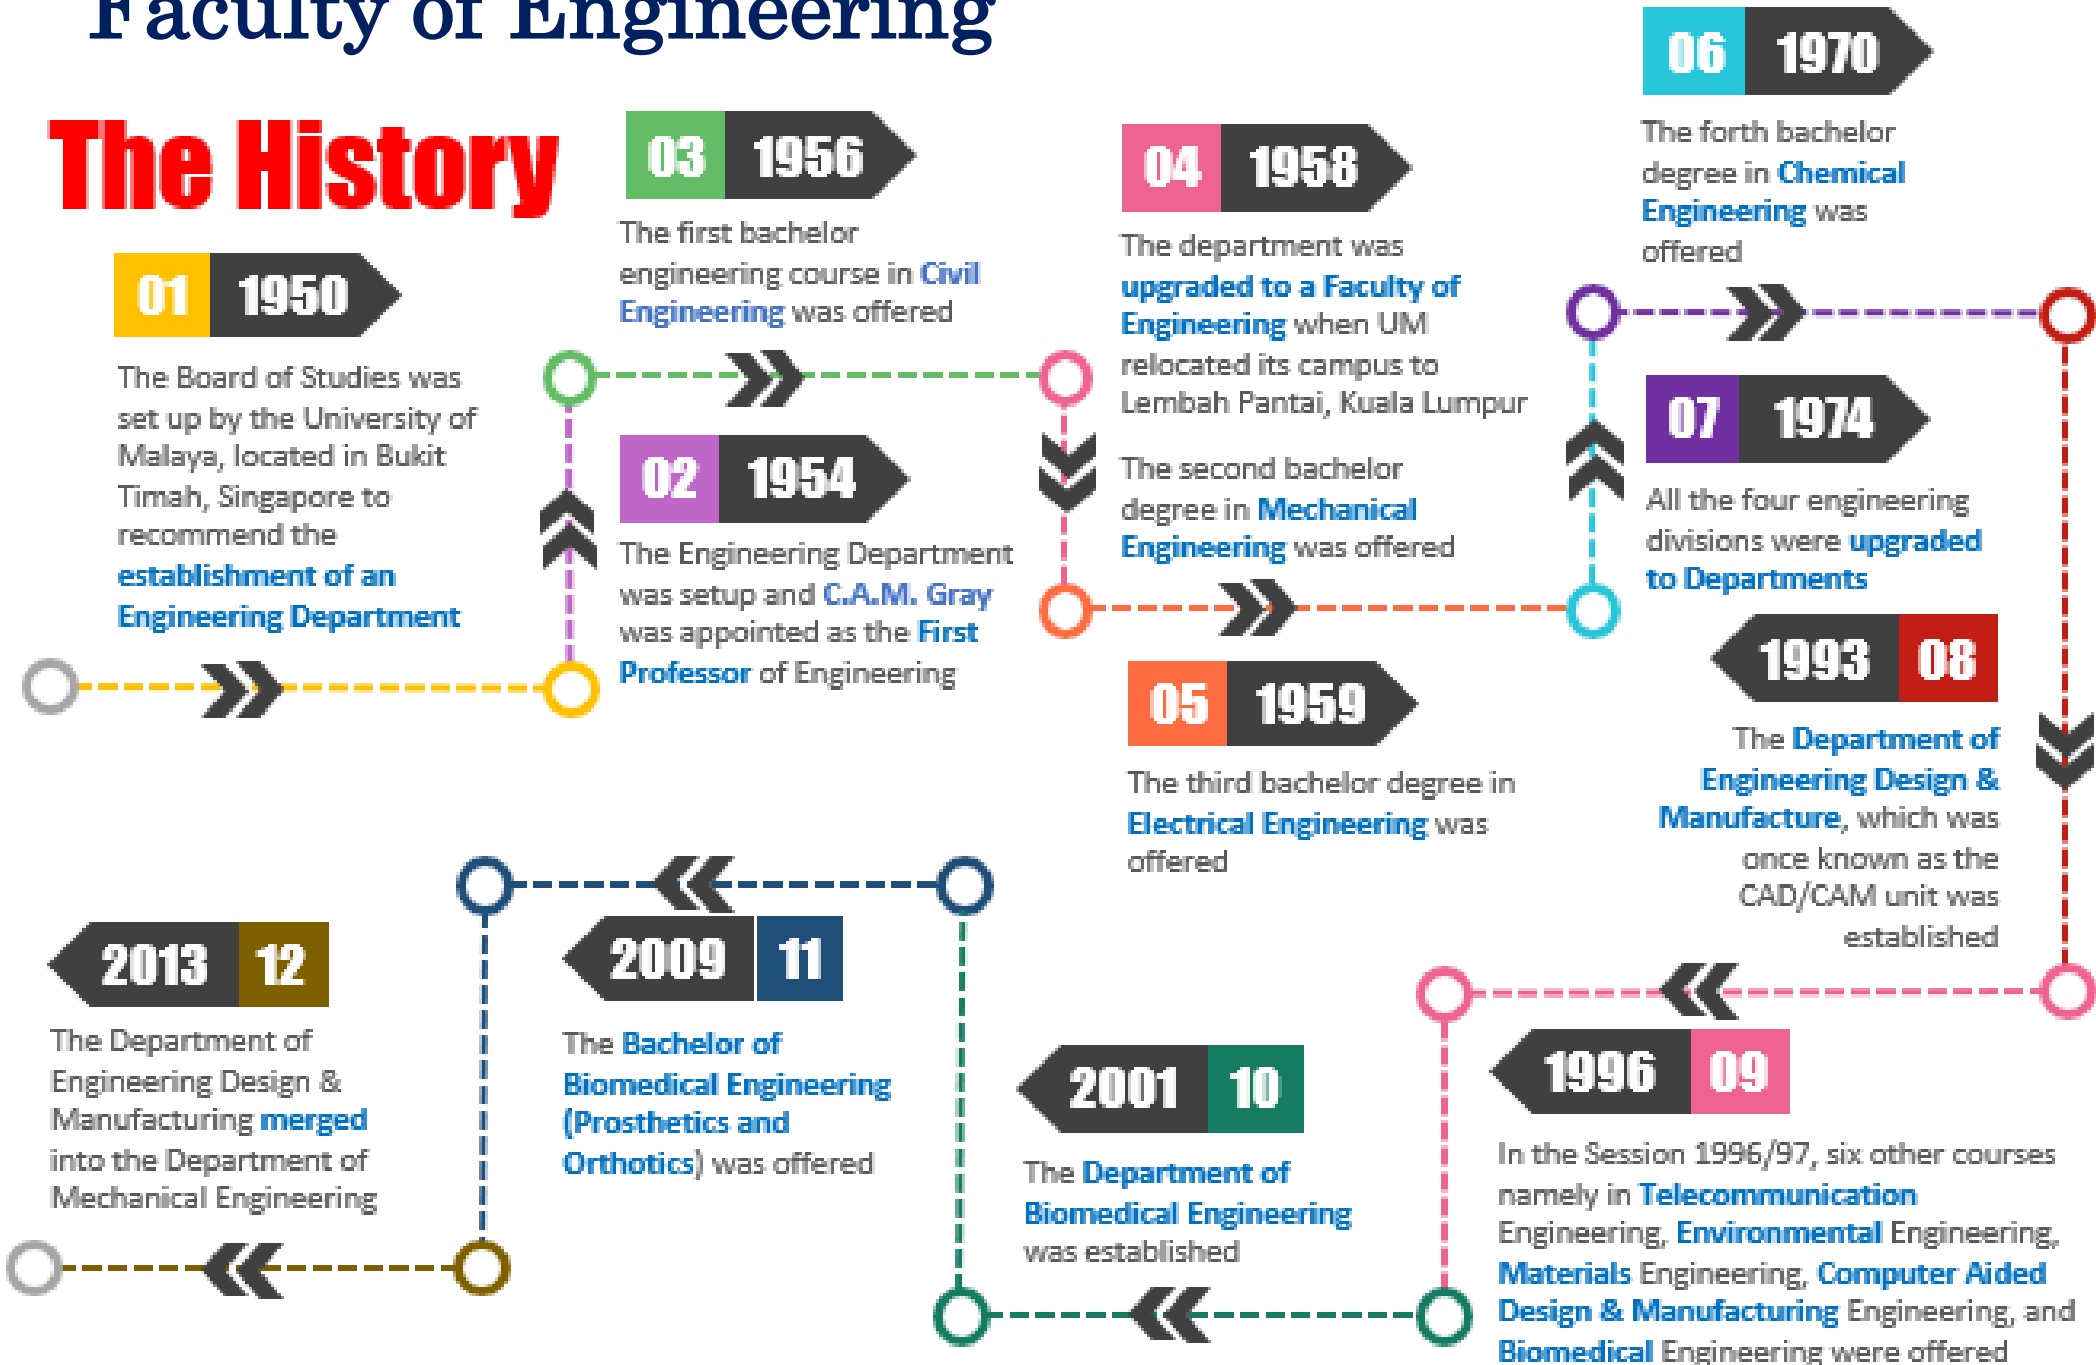 Faculty of Engineering
The History
01 1950
The Board of Studies was
set up by the University of
Malaya, located in Bukit
Timah, Singapore to
recommend the
establishment of an
Engineering Department
02 1954
The Engineering Department
was setup and C.A.M. Gray
was appointed as the First
Professor of Engineering
03 1956
The first bachelor
engineering course in Civil
Engineering was offered
04 1958
The department was
upgraded to a Faculty of
Engineering when UM
relocated its campus to
Lembah Pantai, Kuala Lumpur
The second bachelor
degree in Mechanical
Engineering was offered
05 1959
The third bachelor degree in
Electrical Engineering was
offered
06 1970
The forth bachelor
degree in Chemical
Engineering was
offered
07 1974
All the four engineering
divisions were upgraded
to Departments
1993 08
The Department of
Engineering Design &
Manufacture, which was
once known as the
CAD/CAM unit was
established
1996 09
In the Session 1996/97, six other courses
namely in Telecommunication
Engineering, Environmental Engineering,
Materials Engineering, Computer Aided
Design & Manufacturing Engineering, and
Biomedical Engineering were offered
2001 10
The Department of
Biomedical Engineering
was established
2009 11
The Bachelor of
Biomedical Engineering
(Prosthetics and
Orthotics) was offered
2013 12
The Department of
Engineering Design &
Manufacturing merged
into the Department of
Mechanical Engineering